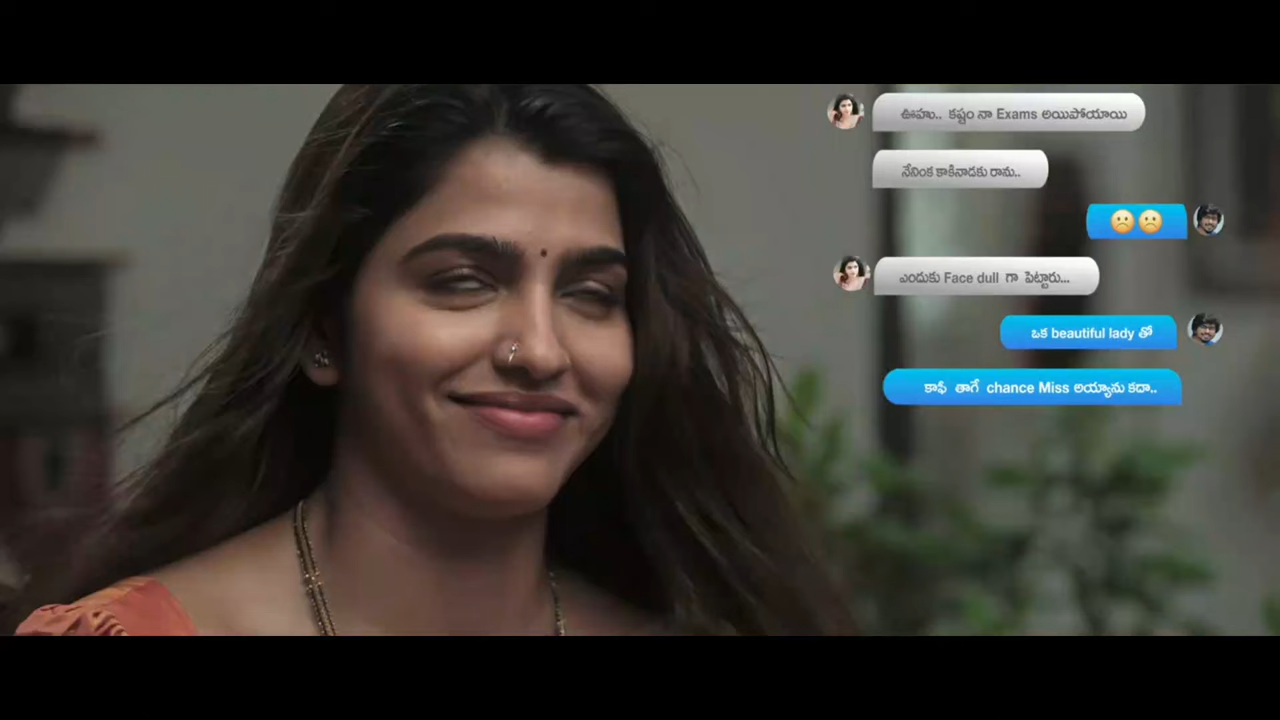 ఊహు.. కష్టం నా Exams అయిపోయాయి
నేనింక కాకినాడకు రాను..
ఎందుకు Face dull గా పెట్టారు...
ఒక beautiful lady తో
కాఫీ తాగే chance Miss అయ్యాను కదా..